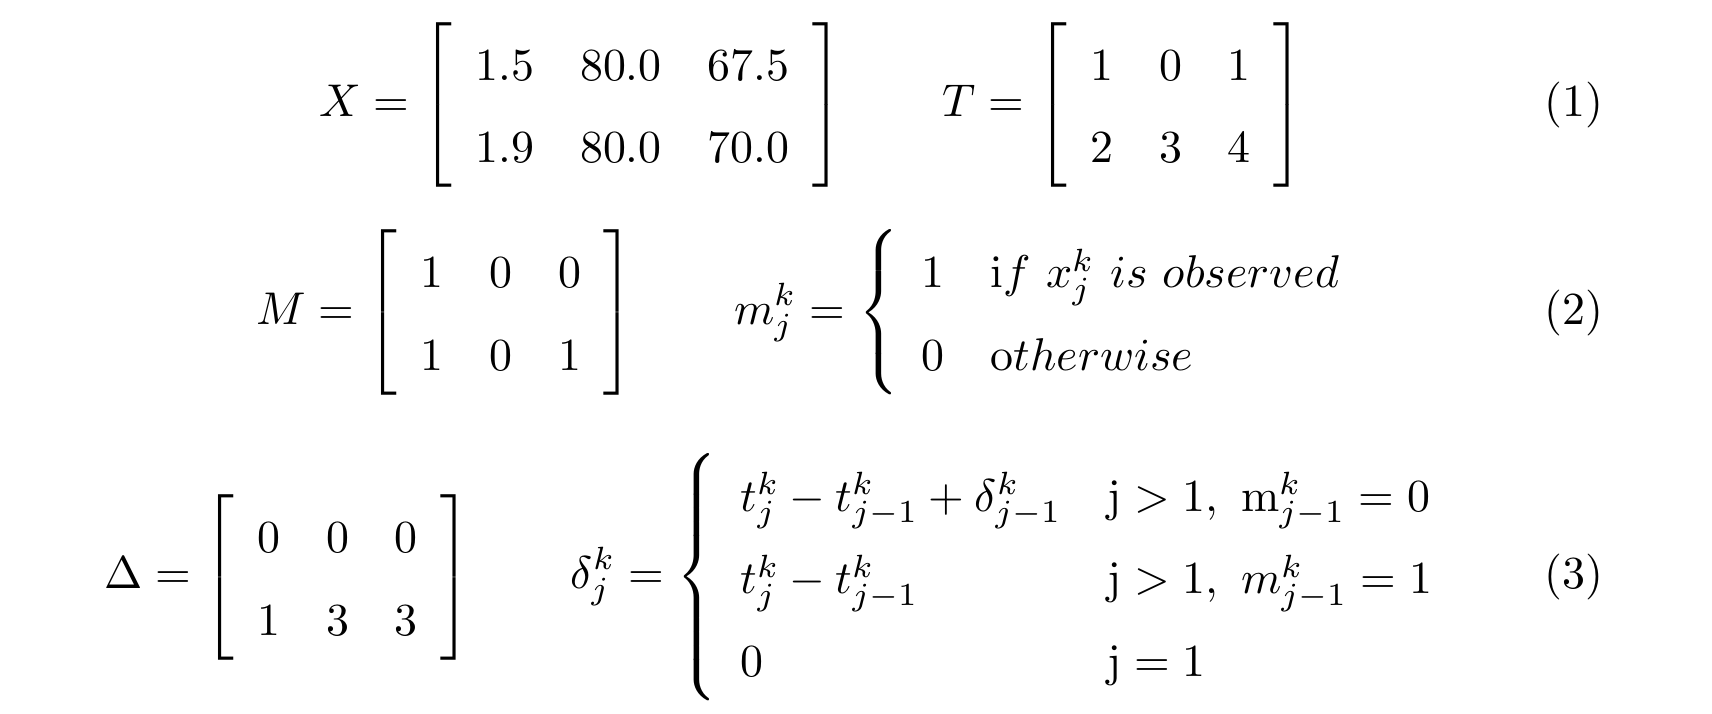 X = [ 1.5 80.0 67.5 T = [ 1 0 1 (1)
1.9 80.0 70.0 ] 2 3 4 ]
M = [ 1 0 0 m_j^k = { 1 if x_j^k is observed (2)
1 0 1 ] 0 otherwise
Δ = [ 0 0 0 δ_j^k = { t_j^k − t_{j−1}^k + δ_{j−1}^k j > 1, m_{j−1}^k = 0
1 3 3 ] t_j^k − t_{j−1}^k j > 1, m_{j−1}^k = 1 (3)
0 j = 1